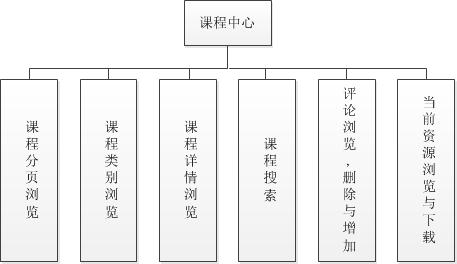 课程中心
课程分页浏览
课程类别浏览
课程详情浏览
课程搜索
评论浏览，删除与增加
当前资源浏览与下载